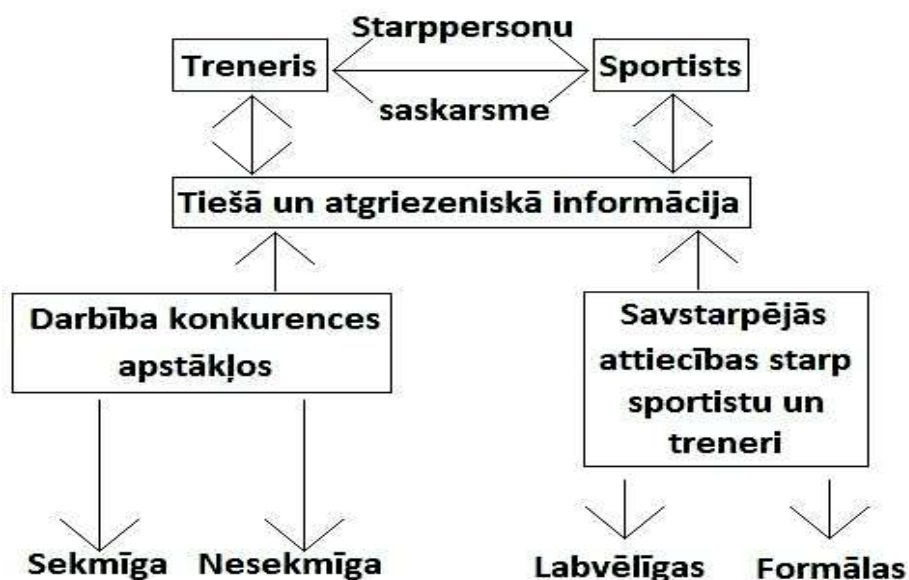 Starppersonu
Treneris
Sportists
saskarsme
Tiešā un atgriezeniskā informācija
Darbība konkurences
apstākļos
Savstarpējās
attiecības starp
sportistu un
treneri
Sekmīga
Nesekmīga
Labvēlīgas
Formālas